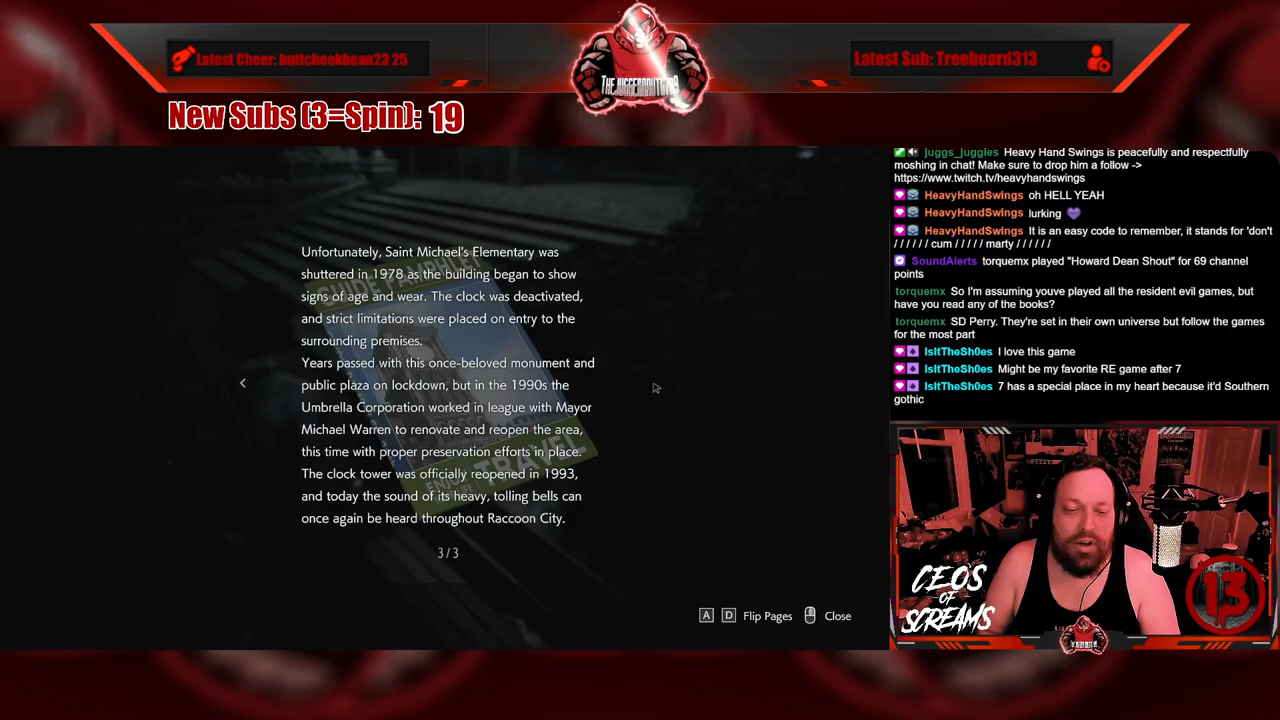 Latest Cheer: buttcheekbean23 25
THEJUGGERNAUT0789
Latest Sub: Treebeard313
New Subs (3=Spin): 19
juggs_juggles Heavy Hand Swings is peacefully and respectfully
moshing in chat! Make sure to drop him a follow ->
https://www.twitch.tv/heavyhandswings
HeavyHandSwings oh HELL YEAH
HeavyHandSwings lurking
HeavyHandSwings It is an easy code to remember, it stands for 'don't
/ / / / / / cum / / / / / marty / / / / / /
SoundAlerts torquemx played "Howard Dean Shout" for 69 channel
points
torquemx So I'm assuming youve played all the resident evil games, but
have you read any of the books?
torquemx SD Perry. They're set in their own universe but follow the games
for the most part
IsItTheSh0es I love this game
IsItTheSh0es Might be my favorite RE game after 7
IsItTheSh0es 7 has a special place in my heart because it'd Southern
gothic
GUIDE PAMPHLET
Unfortunately, Saint Michael's Elementary was
shuttered in 1978 as the building began to show
signs of age and wear. The clock was deactivated,
and strict limitations were placed on entry to the
surrounding premises.
Years passed with this once-beloved monument and
public plaza on lockdown, but in the 1990s the
Umbrella Corporation worked in league with Mayor
Michael Warren to renovate and reopen the area,
this time with proper preservation efforts in place.
The clock tower was officially reopened in 1993,
and today the sound of its heavy, tolling bells can
once again be heard throughout Raccoon City.
TRAVEL
3/3
A D Flip Pages Close
CEOS
OF
SCREAMS
13